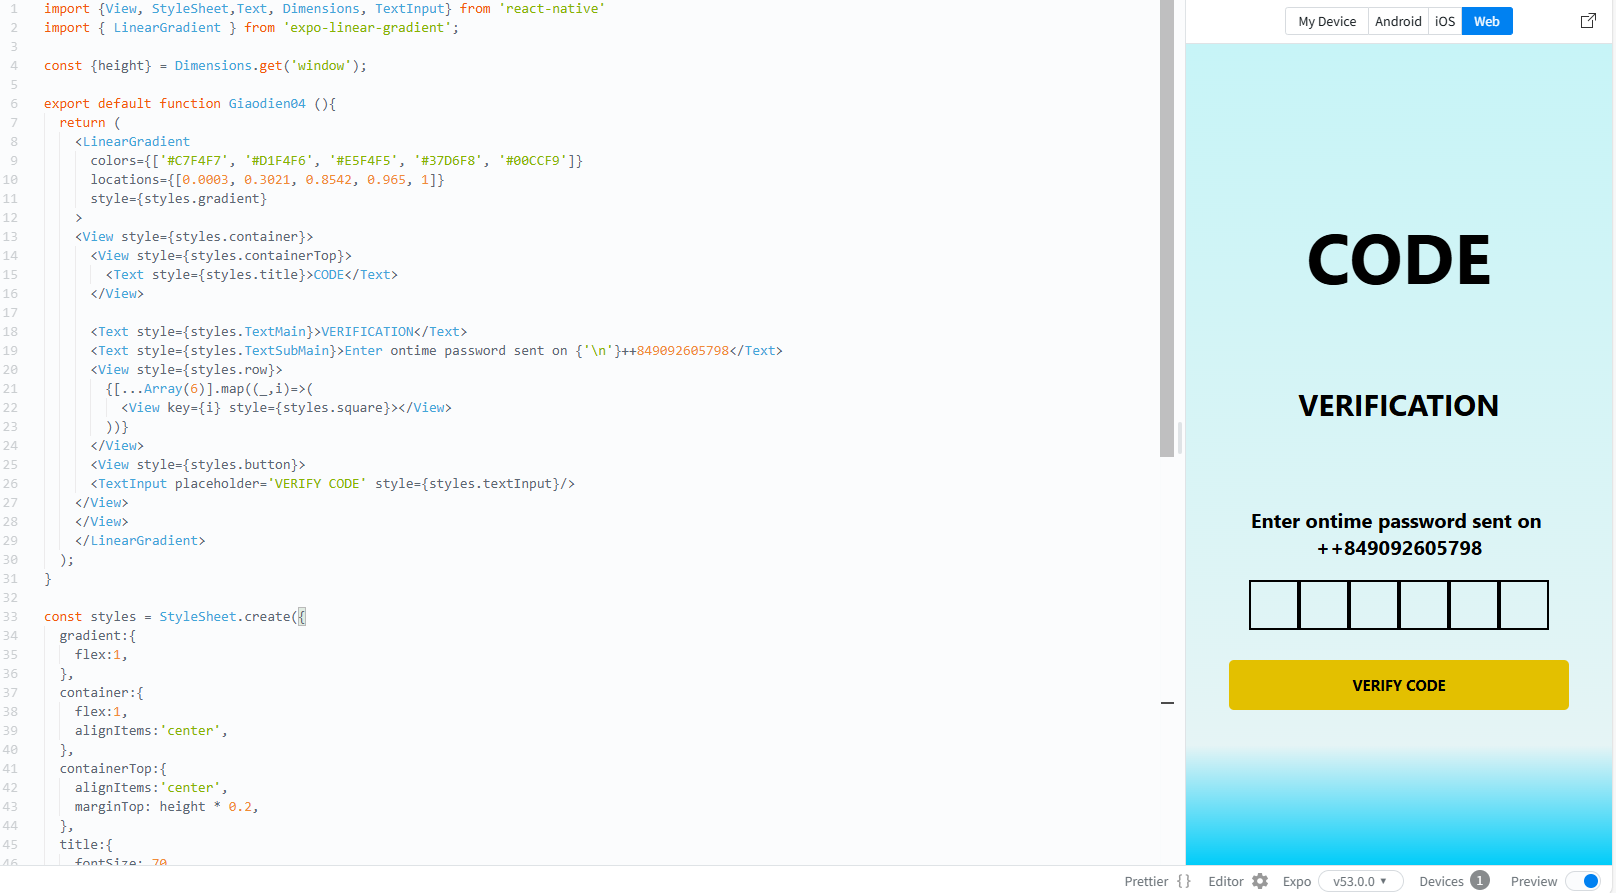 1 import {View, StyleSheet,Text, Dimensions, TextInput} from 'react-native'
2 import { LinearGradient } from 'expo-linear-gradient';
3
4 const {height} = Dimensions.get('window');
5
6 export default function Giaodien04 (){
7 return (
8 <LinearGradient
9 colors={['#C7F4F7', '#D1F4F6', '#E5F4F5', '#37D6F8', '#00CCF9']}
10 locations={[0.0003, 0.3021, 0.8542, 0.965, 1]}
11 style={styles.gradient}
12 >
13 <View style={styles.container}>
14 <View style={styles.containerTop}>
15 <Text style={styles.title}>CODE</Text>
16 </View>
17
18 <Text style={styles.TextMain}>VERIFICATION</Text>
19 <Text style={styles.TextSubMain}>Enter ontime password sent on {'\n'}++849092605798</Text>
20 <View style={styles.row}>
21 {[...Array(6)].map((_,i)=>(
22 <View key={i} style={styles.square}></View>
23 ))}
24 </View>
25 <View style={styles.button}>
26 <TextInput placeholder='VERIFY CODE' style={styles.textInput}/>
27 </View>
28 </View>
29 </LinearGradient>
30 );
31 }
32
33 const styles = StyleSheet.create({
34 gradient:{
35 flex:1,
36 },
37 container:{
38 flex:1,
39 alignItems:'center',
40 },
41 containerTop:{
42 alignItems:'center',
43 marginTop: height * 0.2,
44 },
45 title:{
46 fontSize: 70
My Device Android iOS Web
CODE
VERIFICATION
Enter ontime password sent on
++849092605798
VERIFY CODE
Prettier {} Editor Expo v53.0.0 Devices 1 Preview